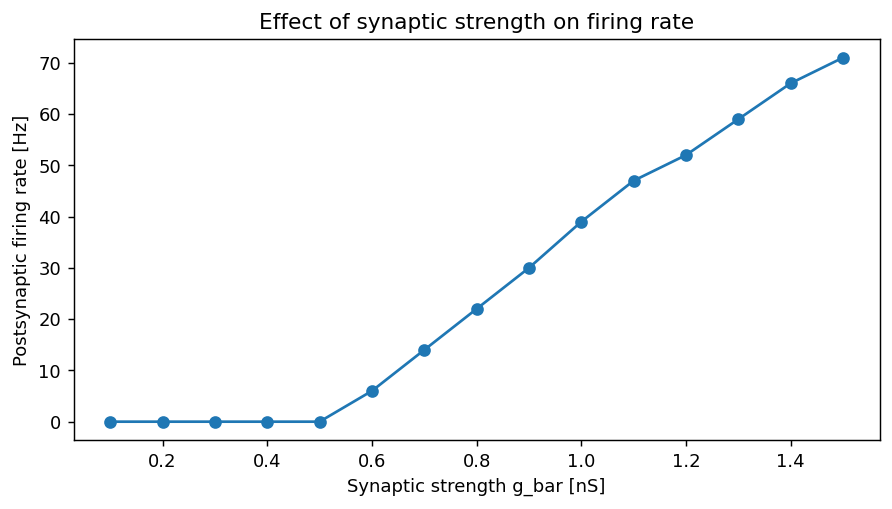 Effect of synaptic strength on firing rate
Postsynaptic firing rate [Hz]
70
60
50
40
30
20
10
0
0.2 0.4 0.6 0.8 1.0 1.2 1.4
Synaptic strength g_bar [nS]